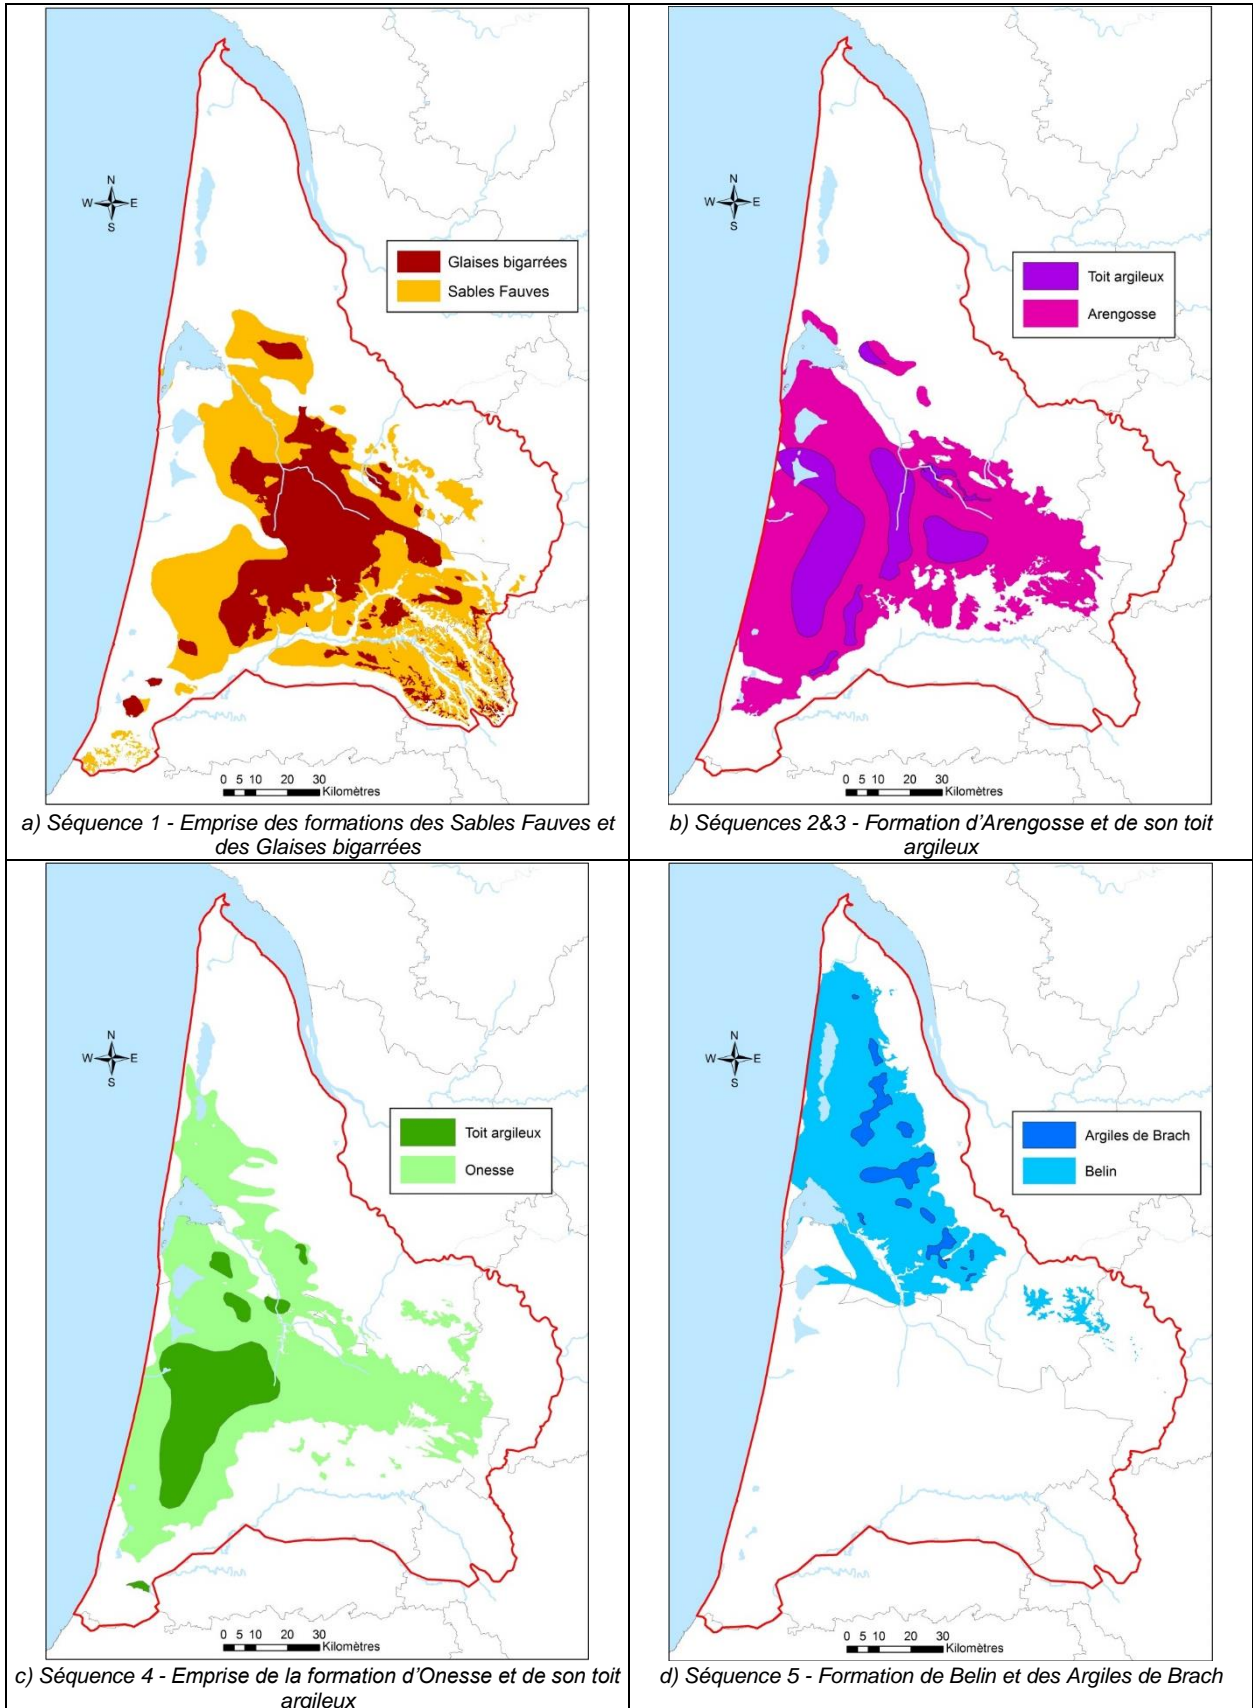 N
W E
S
Glaises bigarrées
Sables Fauves
0 5 10 20 30
Kilomètres
a) Séquence 1 - Emprise des formations des Sables Fauves et
des Glaises bigarrées
N
W E
S
Toit argileux
Arengosse
0 5 10 20 30
Kilomètres
b) Séquences 2&3 - Formation d'Arengosse et de son toit
argileux
N
W E
S
Toit argileux
Onesse
0 5 10 20 30
Kilomètres
c) Séquence 4 - Emprise de la formation d'Onesse et de son toit
argileux
N
W E
S
Argiles de Brach
Belin
0 5 10 20 30
Kilomètres
d) Séquence 5 - Formation de Belin et des Argiles de Brach